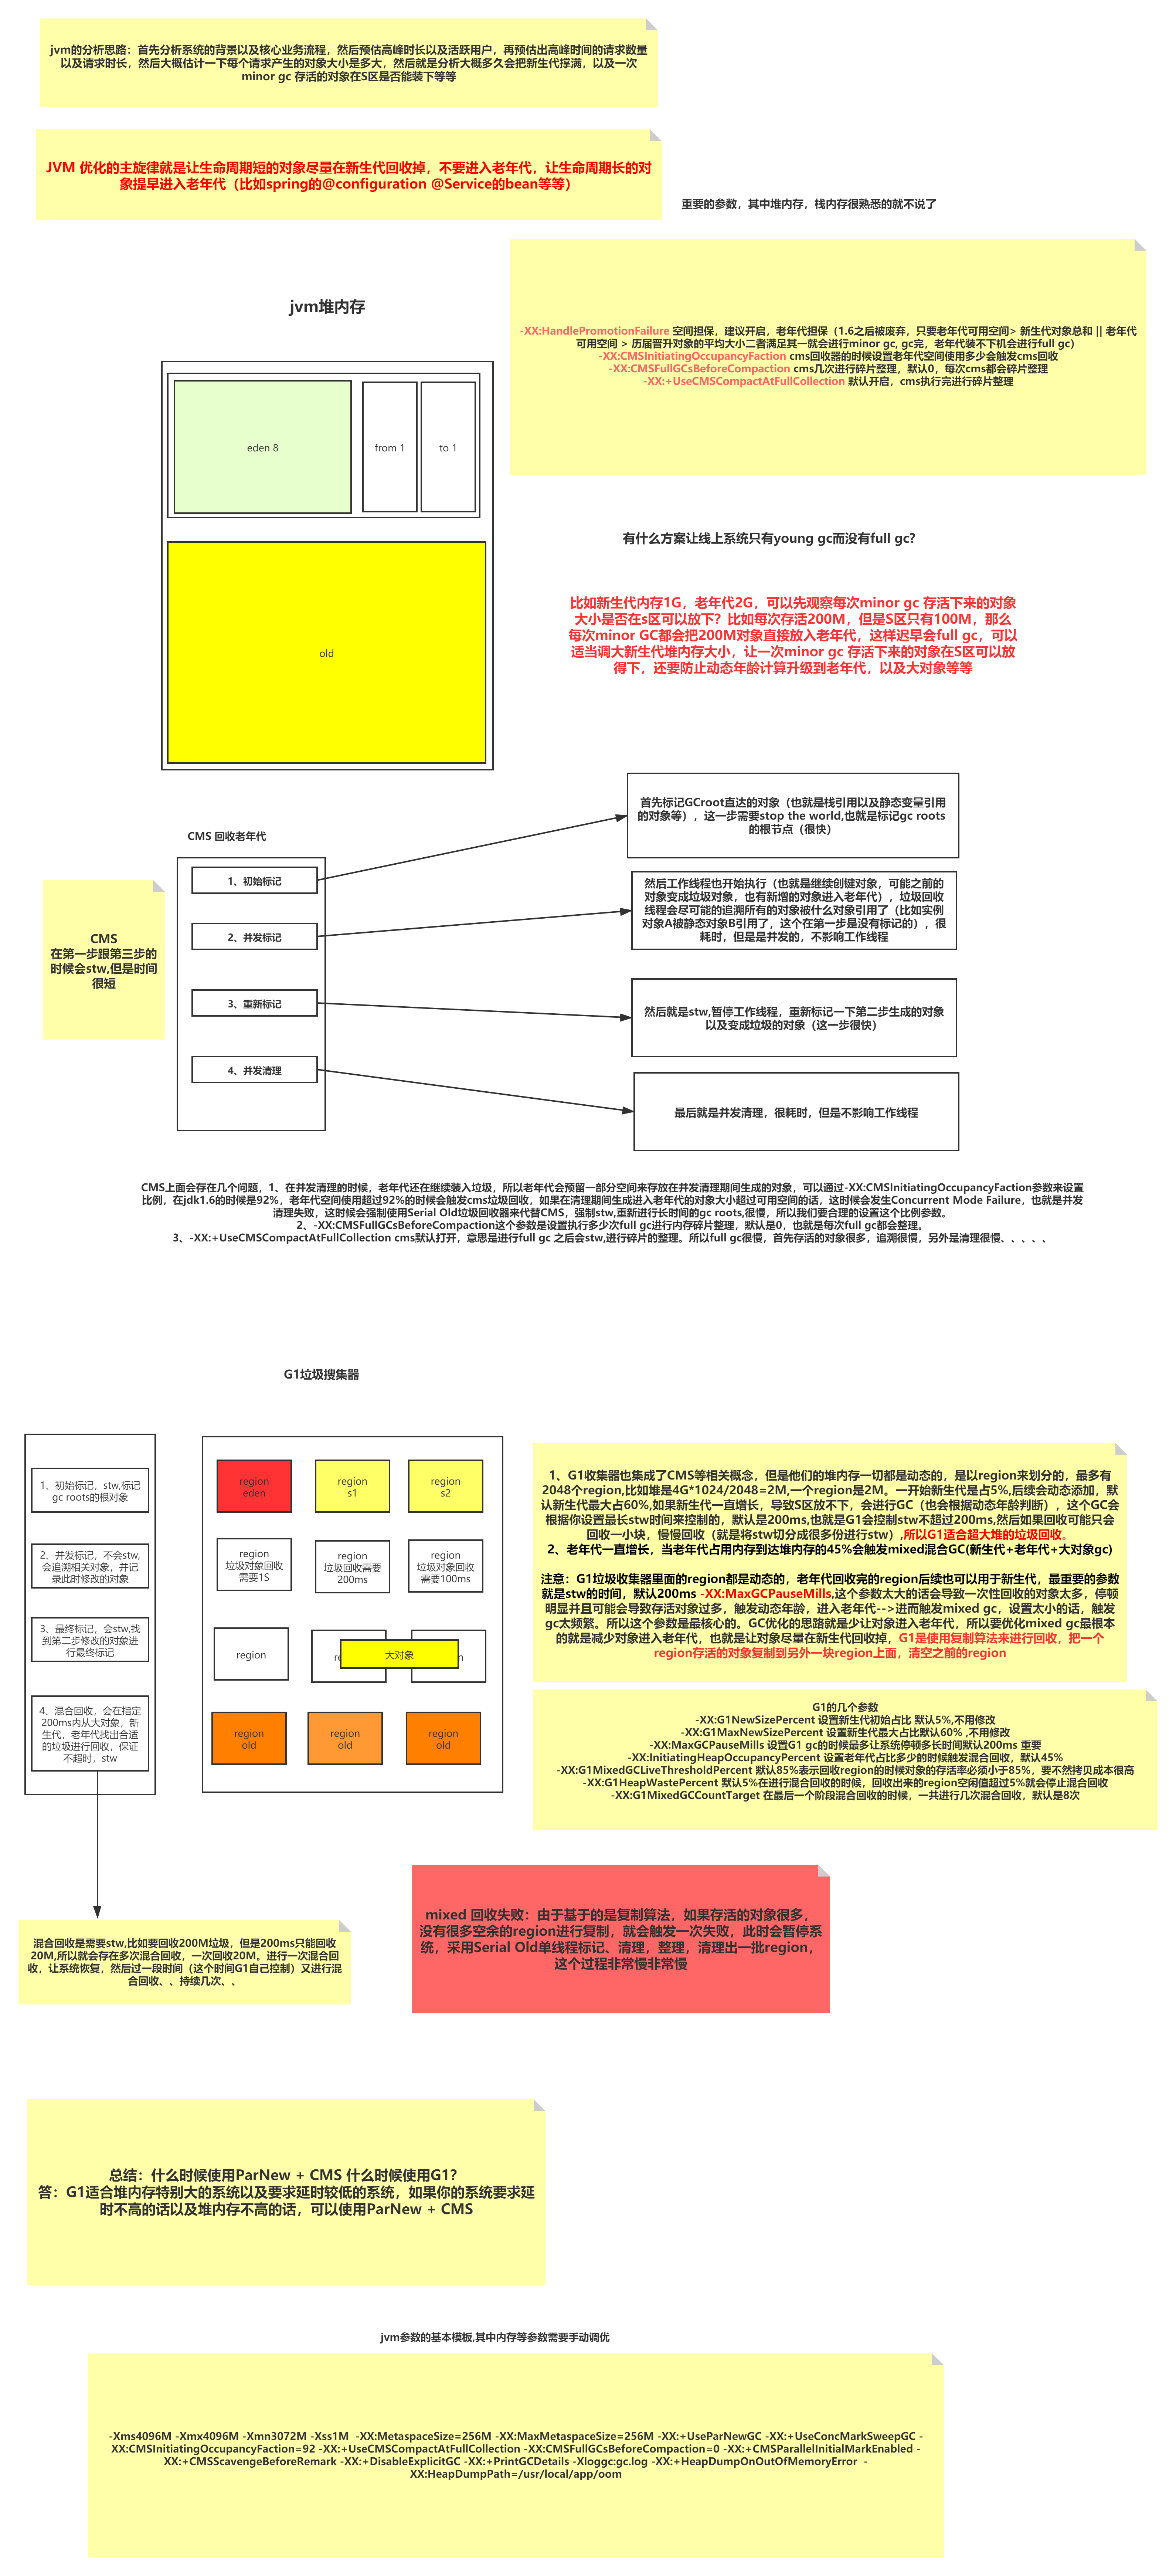 jvm的分析思路：首先分析系统的背景以及核心业务流程，然后预估高峰时长以及活跃用户，再预估出高峰时间的请求数量
以及请求时长，然后大概估计一下每个请求产生的对象大小是多大，然后就是分析大概多久会把新生代撑满，以及一次
minor gc 存活的对象在S区是否能装下等等
JVM 优化的主旋律就是让生命周期短的对象尽量在新生代回收掉，不要进入老年代，让生命周期长的对
象提早进入老年代（比如spring的@configuration @Service的bean等等）
重要的参数，其中堆内存，栈内存很熟悉的就不说了
-XX:HandlePromotionFailure 空间担保，建议开启，老年代担保（1.6之后被废弃，只要老年代可用空间> 新生代对象总和 || 老年代
可用空间 > 历届晋升对象的平均大小二者满足其一就会进行minor gc, gc完，老年代装不下机会进行full gc）
-XX:CMSInitiatingOccupancyFaction cms回收器的时候设置老年代空间使用多少会触发cms回收
-XX:CMSFullGCsBeforeCompaction cms几次进行碎片整理，默认0，每次cms都会碎片整理
-XX:+UseCMSCompactAtFullCollection 默认开启，cms执行完进行碎片整理
jvm堆内存
eden 8
from 1
to 1
old
有什么方案让线上系统只有young gc而没有full gc?
比如新生代内存1G，老年代2G，可以先观察每次minor gc 存活下来的对象
大小是否在s区可以放下？比如每次存活200M，但是S区只有100M，那么
每次minor GC都会把200M对象直接放入老年代，这样迟早会full gc，可以
适当调大新生代堆内存大小，让一次minor gc 存活下来的对象在S区可以放
得下，还要防止动态年龄计算升级到老年代，以及大对象等等
CMS 回收老年代
1、初始标记
2、并发标记
3、重新标记
4、并发清理
CMS
在第一步跟第三步的
时候会stw,但是时间
很短
首先标记GCroot直达的对象（也就是栈引用以及静态变量引用
的对象等），这一步需要stop the world,也就是标记gc roots
的根节点（很快）
然后工作线程也开始执行（也就是继续创键对象，可能之前的
对象变成垃圾对象，也有新增的对象进入老年代），垃圾回收
线程会尽可能的追溯所有的对象被什么对象引用了（比如实例
对象A被静态对象B引用了，这个在第一步是没有标记的），很
耗时，但是是并发的，不影响工作线程
然后就是stw,暂停工作线程，重新标记一下第二步生成的对象
以及变成垃圾的对象（这一步很快）
最后就是并发清理，很耗时，但是不影响工作线程
CMS上面会存在几个问题，1、在并发清理的时候，老年代还在继续装入垃圾，所以老年代会预留一部分空间来存放在并发清理期间生成的对象，可以通过-XX:CMSInitiatingOccupancyFaction参数来设置
比例，在jdk1.6的时候是92%，老年代空间使用超过92%的时候会触发cms垃圾回收，如果在清理期间生成进入老年代的对象大小超过可用空间的话，这时候会发生Concurrent Mode Failure，也就是并发
清理失败，这时候会强制使用Serial Old垃圾回收器来代替CMS，强制stw,重新进行长时间的gc roots,很慢，所以我们要合理的设置这个比例参数。
2、-XX:CMSFullGCsBeforeCompaction这个参数是设置执行多少次full gc进行内存碎片整理，默认是0，也就是每次full gc都会整理。
3、-XX:+UseCMSCompactAtFullCollection cms默认打开，意思是进行full gc 之后会stw,进行碎片的整理。所以full gc很慢，首先存活的对象很多，追溯很慢，另外是清理很慢、、、、、
G1垃圾搜集器
1、初始标记，stw,标记
gc roots的根对象
2、并发标记，不会stw,
会追溯相关对象，并记
录此时修改的对象
3、最终标记，会stw,找
到第二步修改的对象进
行最终标记
4、混合回收，会在指定
200ms内从大对象，新
生代，老年代找出合适
的垃圾进行回收，保证
不超时，stw
region
eden
region
s1
region
s2
region
垃圾对象回收
需要1S
region
垃圾回收需要
200ms
region
垃圾对象回收
需要100ms
region
re
n
大对象
region
old
region
old
region
old
1、G1收集器也集成了CMS等相关概念，但是他们的堆内存一切都是动态的，是以region来划分的，最多有
2048个region,比如堆是4G*1024/2048=2M,一个region是2M。一开始新生代是占5%,后续会动态添加，默
认新生代最大占60%,如果新生代一直增长，导致S区放不下，会进行GC（也会根据动态年龄判断），这个GC会
根据你设置最长stw时间来控制的，默认是200ms,也就是G1会控制stw不超过200ms,然后如果回收可能只会
回收一小块，慢慢回收（就是将stw切分成很多份进行stw）,所以G1适合超大堆的垃圾回收。
2、老年代一直增长，当老年代占用内存到达堆内存的45%会触发mixed混合GC(新生代+老年代+大对象gc)
注意：G1垃圾收集器里面的region都是动态的，老年代回收完的region后续也可以用于新生代，最重要的参数
就是stw的时间，默认200ms -XX:MaxGCPauseMills,这个参数太大的话会导致一次性回收的对象太多，停顿
明显并且可能会导致存活对象过多，触发动态年龄，进入老年代-->进而触发mixed gc，设置太小的话，触发
gc太频繁。所以这个参数是最核心的。GC优化的思路就是少让对象进入老年代，所以要优化mixed gc最根本
的就是减少对象进入老年代，也就是让对象尽量在新生代回收掉，G1是使用复制算法来进行回收，把一个
region存活的对象复制到另外一块region上面，清空之前的region
G1的几个参数
-XX:G1NewSizePercent 设置新生代初始占比 默认5%,不用修改
-XX:G1MaxNewSizePercent 设置新生代最大占比默认60% ,不用修改
-XX:MaxGCPauseMills 设置G1 gc的时候最多让系统停顿多长时间默认200ms 重要
-XX:InitiatingHeapOccupancyPercent 设置老年代占比多少的时候触发混合回收，默认45%
-XX:G1MixedGCLiveThresholdPercent 默认85%表示回收region的时候对象的存活率必须小于85%，要不然拷贝成本很高
-XX:G1HeapWastePercent 默认5%在进行混合回收的时候，回收出来的region空闲值超过5%就会停止混合回收
-XX:G1MixedGCCountTarget 在最后一个阶段混合回收的时候，一共进行几次混合回收，默认是8次
混合回收是需要stw,比如要回收200M垃圾，但是200ms只能回收
20M,所以就会存在多次混合回收，一次回收20M。进行一次混合回
收，让系统恢复，然后过一段时间（这个时间G1自己控制）又进行混
合回收、、持续几次、、
mixed 回收失败：由于基于的是复制算法，如果存活的对象很多，
没有很多空余的region进行复制，就会触发一次失败，此时会暂停系
统，采用Serial Old单线程标记、清理，整理，清理出一批region，
这个过程非常慢非常慢
总结：什么时候使用ParNew + CMS 什么时候使用G1?
答：G1适合堆内存特别大的系统以及要求延时较低的系统，如果你的系统要求延
时不高的话以及堆内存不高的话，可以使用ParNew + CMS
jvm参数的基本模板,其中内存等参数需要手动调优
-Xms4096M -Xmx4096M -Xmn3072M -Xss1M  -XX:MetaspaceSize=256M -XX:MaxMetaspaceSize=256M -XX:+UseParNewGC -XX:+UseConcMarkSweepGC -
XX:CMSInitiatingOccupancyFaction=92 -XX:+UseCMSCompactAtFullCollection -XX:CMSFullGCsBeforeCompaction=0 -XX:+CMSParallelInitialMarkEnabled -
XX:+CMSScavengeBeforeRemark -XX:+DisableExplicitGC -XX:+PrintGCDetails -Xloggc:gc.log -XX:+HeapDumpOnOutOfMemoryError  -
XX:HeapDumpPath=/usr/local/app/oom